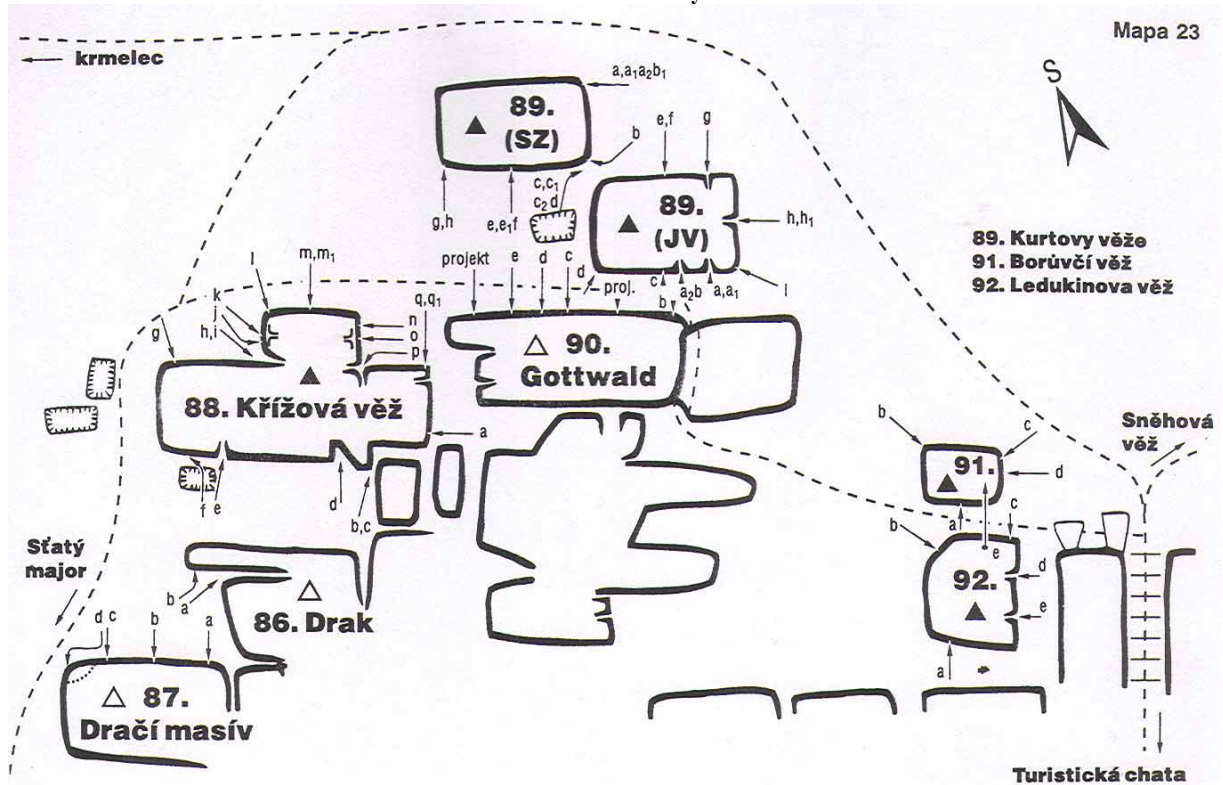 Mapa 23
krmelec
S
a,a₁a₂b₁
89.
(SZ)
b
e,f
g
c,c₁
c₂d
g,h
e,e₁f
89.
(JV)
h,h₁
89. Kurtovy věže
91. Borůvčí věž
92. Ledukinova věž
l
m,m₁
projekt
e
d
c
d
proj.
c
a₂b
a,a₁
i
b
k
j
h,i
g
n
o
p
q,q₁
90.
Gottwald
88. Křížová věž
a
f
e
d
b,c
b
c
91.
d
a
Sněhová
věž
b
c
e
d
92.
e
a
Sťatý
major
b
a
86. Drak
d
c
b
a
87.
Dračí masív
Turistická chata